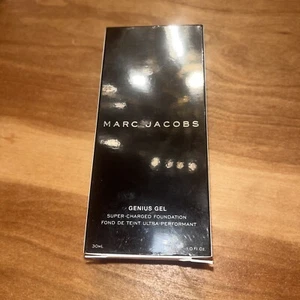 MARC JACOBS
GENIUS GEL
SUPER-CHARGED FOUNDATION
FOND DE TEINT ULTRA-PERFORMANT
30ML 1.0 Fl.Oz.